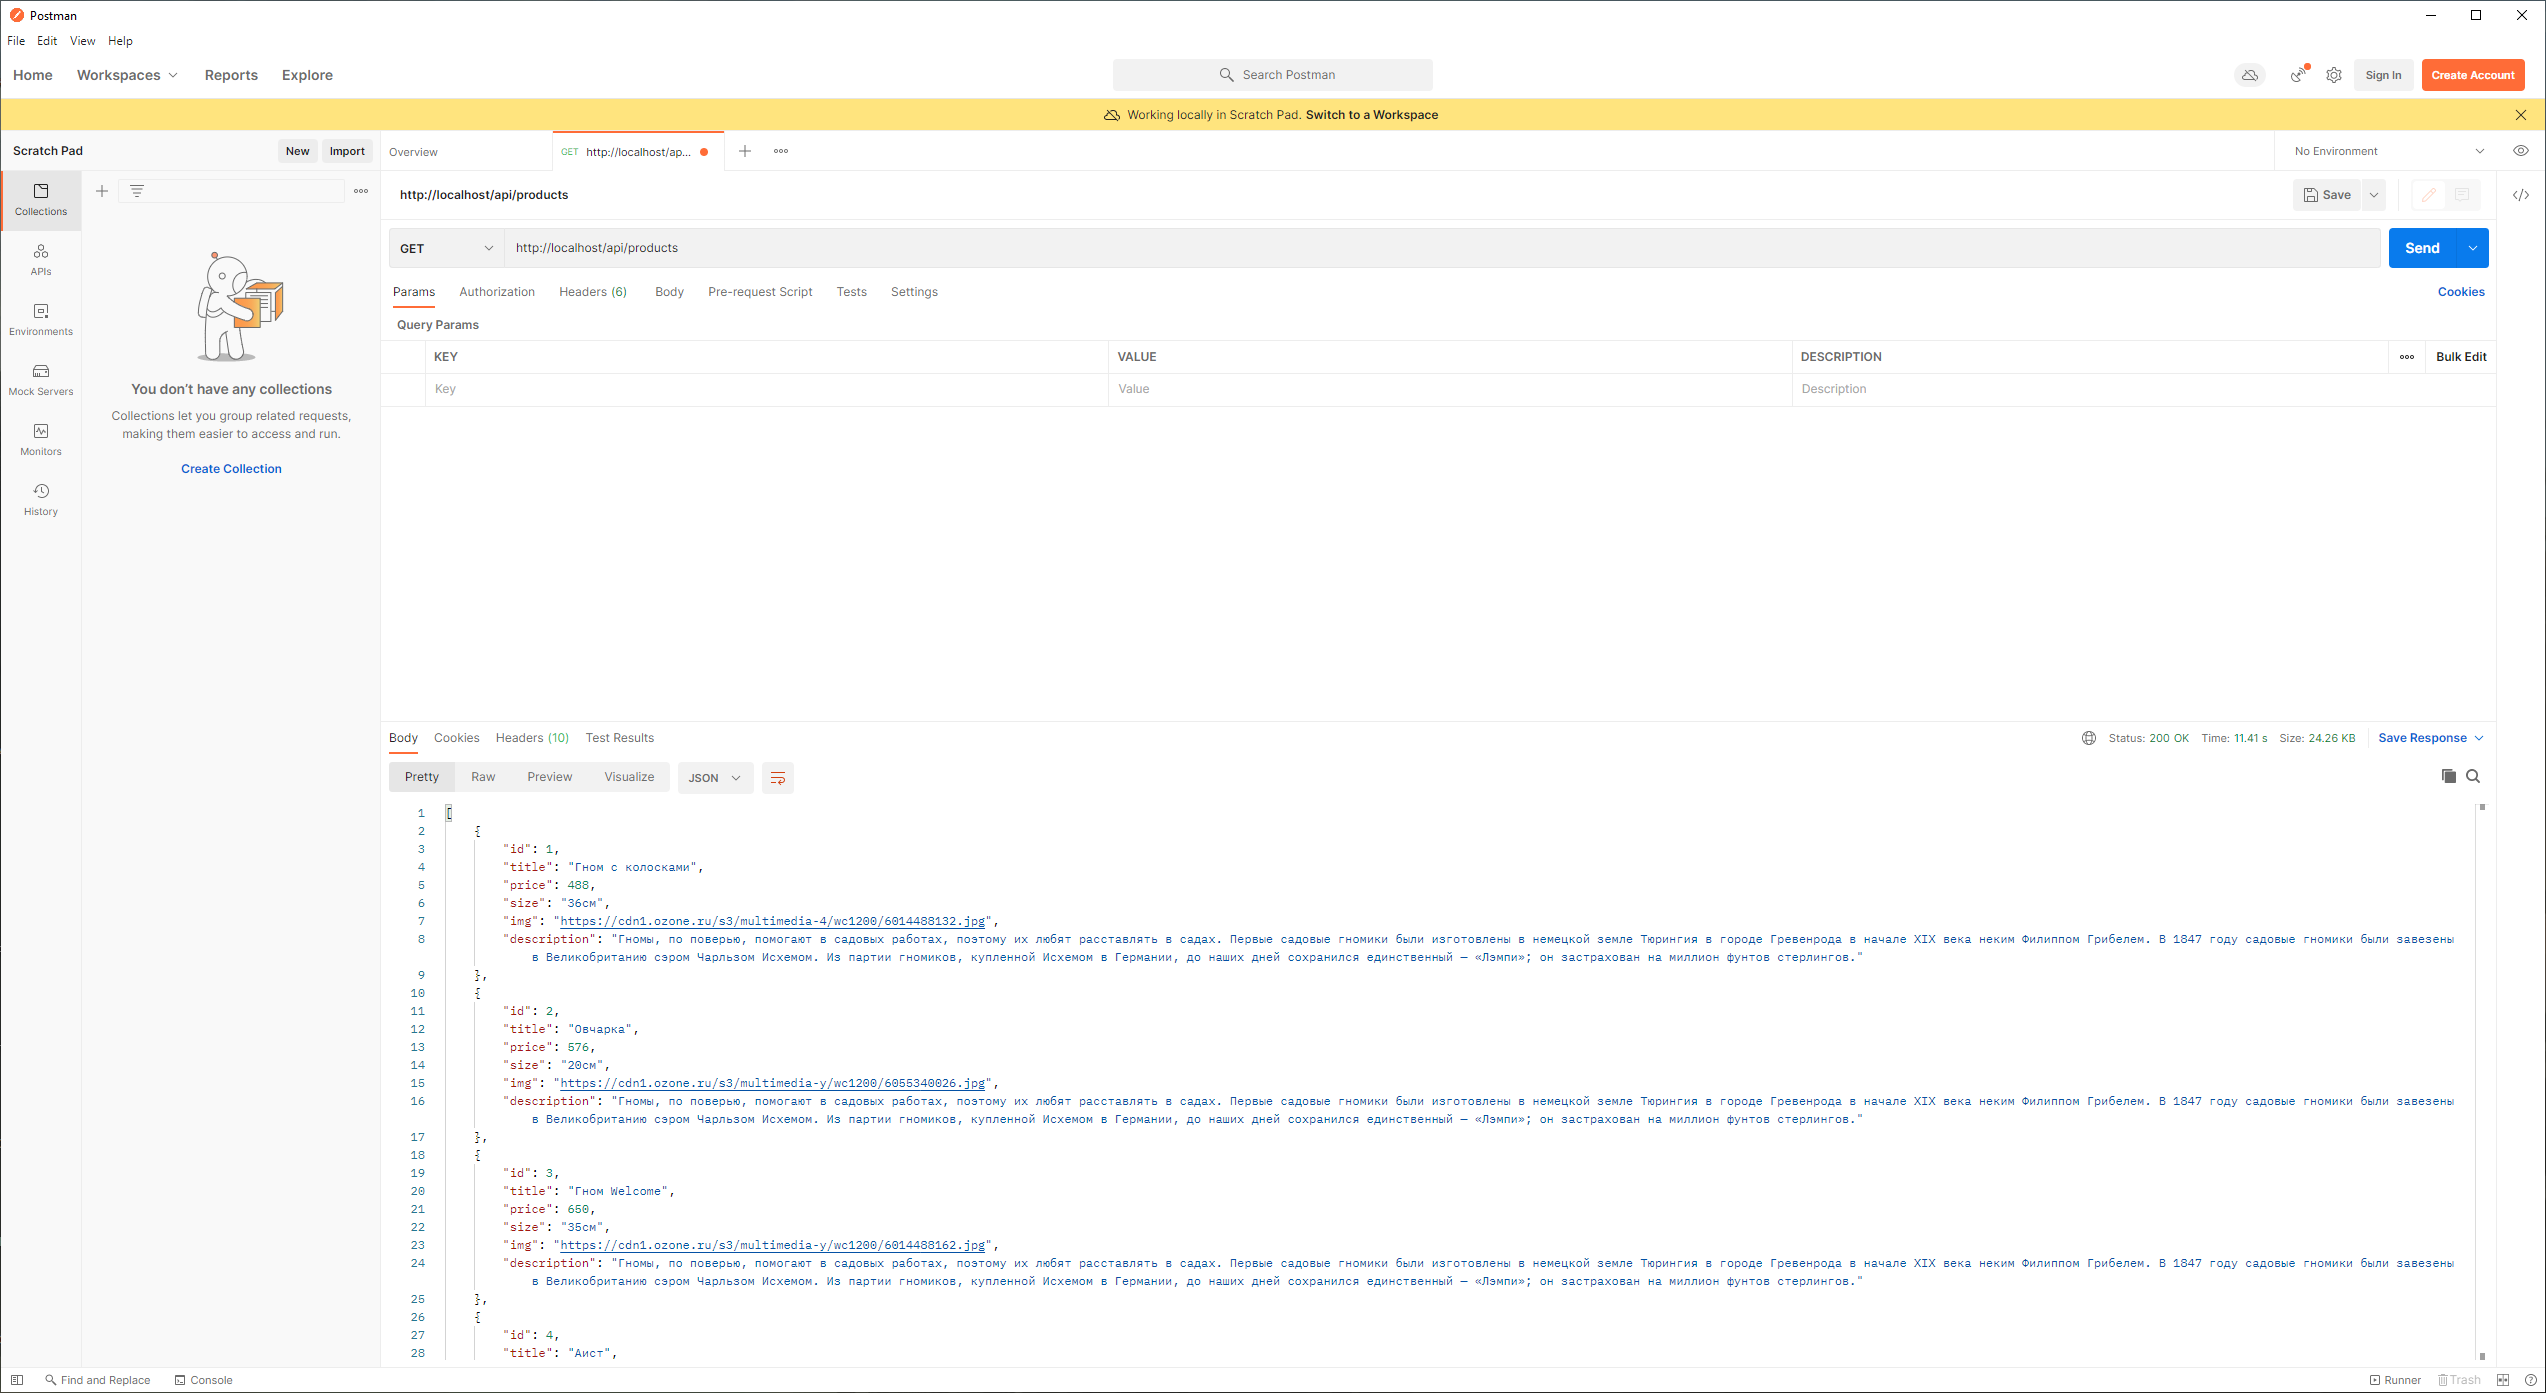 Postman
File Edit View Help
Home Workspaces Reports Explore
Search Postman
Sign In Create Account
Working locally in Scratch Pad. Switch to a Workspace
Scratch Pad New Import
Overview GET http://localhost/ap... No Environment
http://localhost/api/products Save
Collections
APIs
Environments
Mock Servers
Monitors
History
You don't have any collections
Collections let you group related requests,
making them easier to access and run.
Create Collection
GET http://localhost/api/products Send
Params Authorization Headers (6) Body Pre-request Script Tests Settings Cookies
Query Params
KEY VALUE DESCRIPTION Bulk Edit
Key Value Description
Body Cookies Headers (10) Test Results Status: 200 OK Time: 11.41 s Size: 24.26 KB Save Response
Pretty Raw Preview Visualize JSON
1 [
2 {
3 "id": 1,
4 "title": "Гном с колосками",
5 "price": 488,
6 "size": "36см",
7 "img": "https://cdn1.ozone.ru/s3/multimedia-4/wc1200/6014488132.jpg",
8 "description": "Гномы, по поверью, помогают в садовых работах, поэтому их любят расставлять в садах. Первые садовые гномики были изготовлены в немецкой земле Тюрингия в городе Гревенрода в начале XIX века неким Филиппом Грибелем. В 1847 году садовые гномики были завезены
в Великобританию сэром Чарльзом Исхемом. Из партии гномиков, купленной Исхемом в Германии, до наших дней сохранился единственный — «Лэмпи»; он застрахован на миллион фунтов стерлингов."
9 },
10 {
11 "id": 2,
12 "title": "Овчарка",
13 "price": 576,
14 "size": "20см",
15 "img": "https://cdn1.ozone.ru/s3/multimedia-y/wc1200/6055340026.jpg",
16 "description": "Гномы, по поверью, помогают в садовых работах, поэтому их любят расставлять в садах. Первые садовые гномики были изготовлены в немецкой земле Тюрингия в городе Гревенрода в начале XIX века неким Филиппом Грибелем. В 1847 году садовые гномики были завезены
в Великобританию сэром Чарльзом Исхемом. Из партии гномиков, купленной Исхемом в Германии, до наших дней сохранился единственный — «Лэмпи»; он застрахован на миллион фунтов стерлингов."
17 },
18 {
19 "id": 3,
20 "title": "Гном Welcome",
21 "price": 650,
22 "size": "35см",
23 "img": "https://cdn1.ozone.ru/s3/multimedia-y/wc1200/6014488162.jpg",
24 "description": "Гномы, по поверью, помогают в садовых работах, поэтому их любят расставлять в садах. Первые садовые гномики были изготовлены в немецкой земле Тюрингия в городе Гревенрода в начале XIX века неким Филиппом Грибелем. В 1847 году садовые гномики были завезены
в Великобританию сэром Чарльзом Исхемом. Из партии гномиков, купленной Исхемом в Германии, до наших дней сохранился единственный — «Лэмпи»; он застрахован на миллион фунтов стерлингов."
25 },
26 {
27 "id": 4,
28 "title": "Аист",
Find and Replace Console Runner Trash